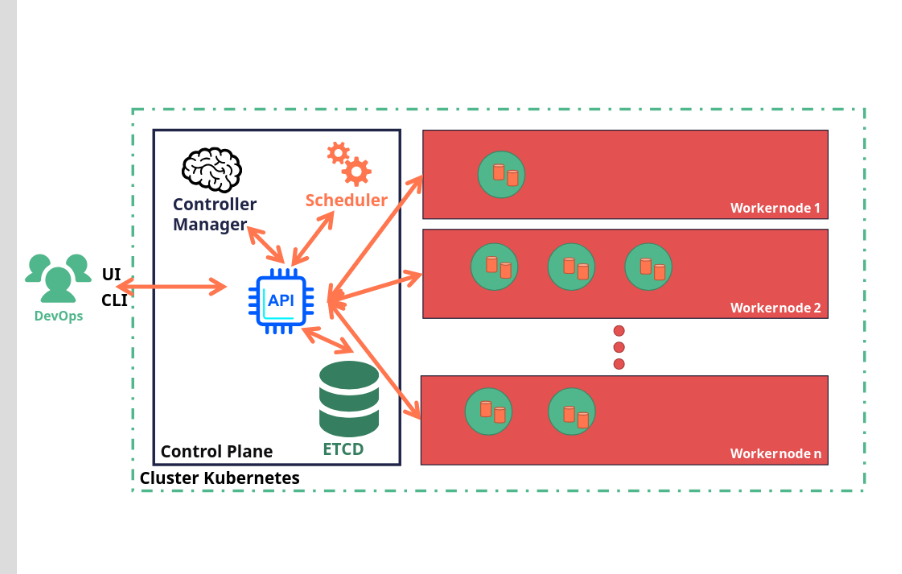 Controller
Manager
Scheduler
Workernode 1
UI
CLI
DevOps
API
Workernode 2
ETCD
Control Plane
Workernode n
Cluster Kubernetes